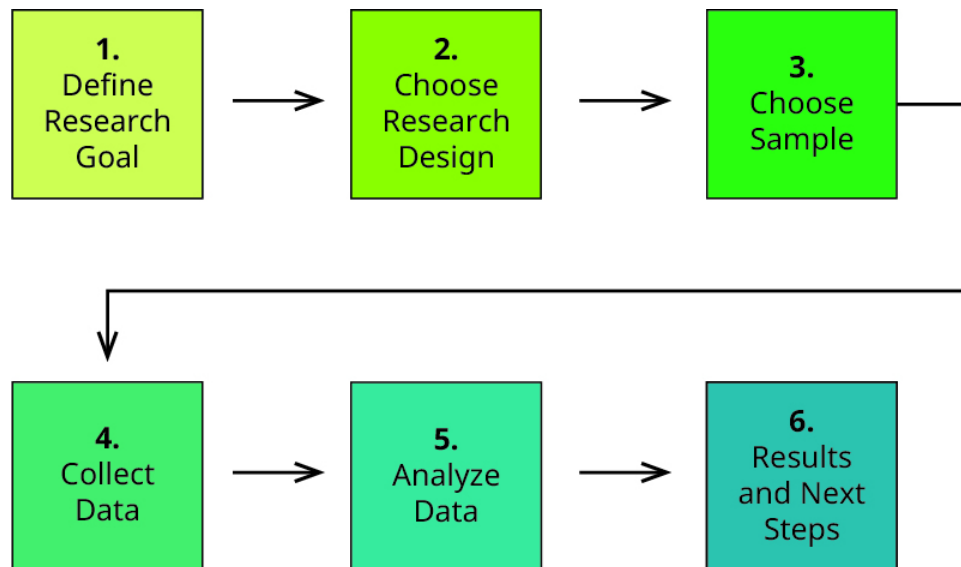 1.
Define
Research
Goal
2.
Choose
Research
Design
3.
Choose
Sample
4.
Collect
Data
5.
Analyze
Data
6.
Results
and Next
Steps